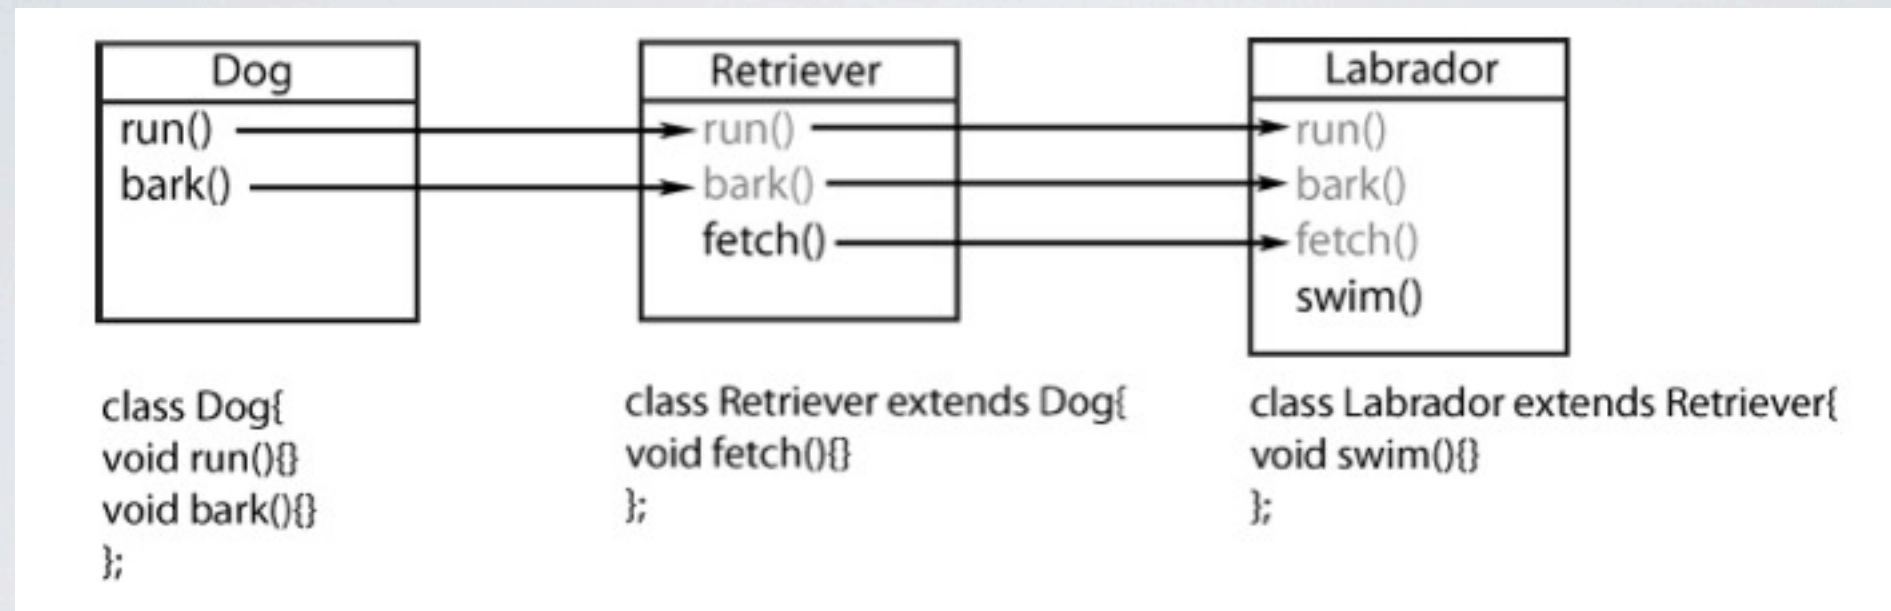 Dog
run()
bark()
Retriever
run()
bark()
fetch()
Labrador
run()
bark()
fetch()
swim()
class Dog{
void run(){}
void bark(){}
};
class Retriever extends Dog{
void fetch(){}
};
class Labrador extends Retriever{
void swim(){}
};